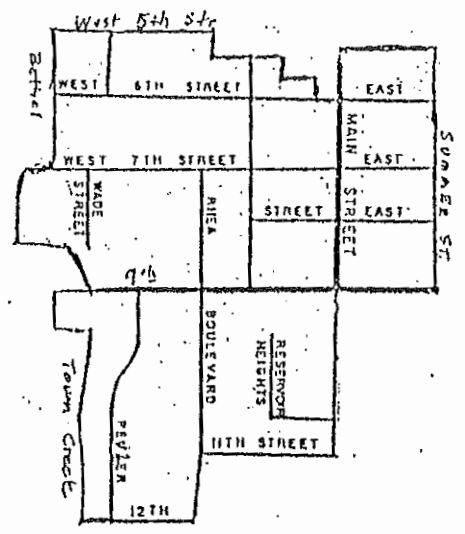 West 5th Str
Bethel
WEST 6TH STREET
EAST
MAIN STREET
SUMNER ST.
WEST 7TH STREET
EAST
WADE STREET
RHEA
STREET EAST
9th
BOULEVARD
RESERVOIR HEIGHTS
Town Creek
PEVLER
11TH STREET
12TH